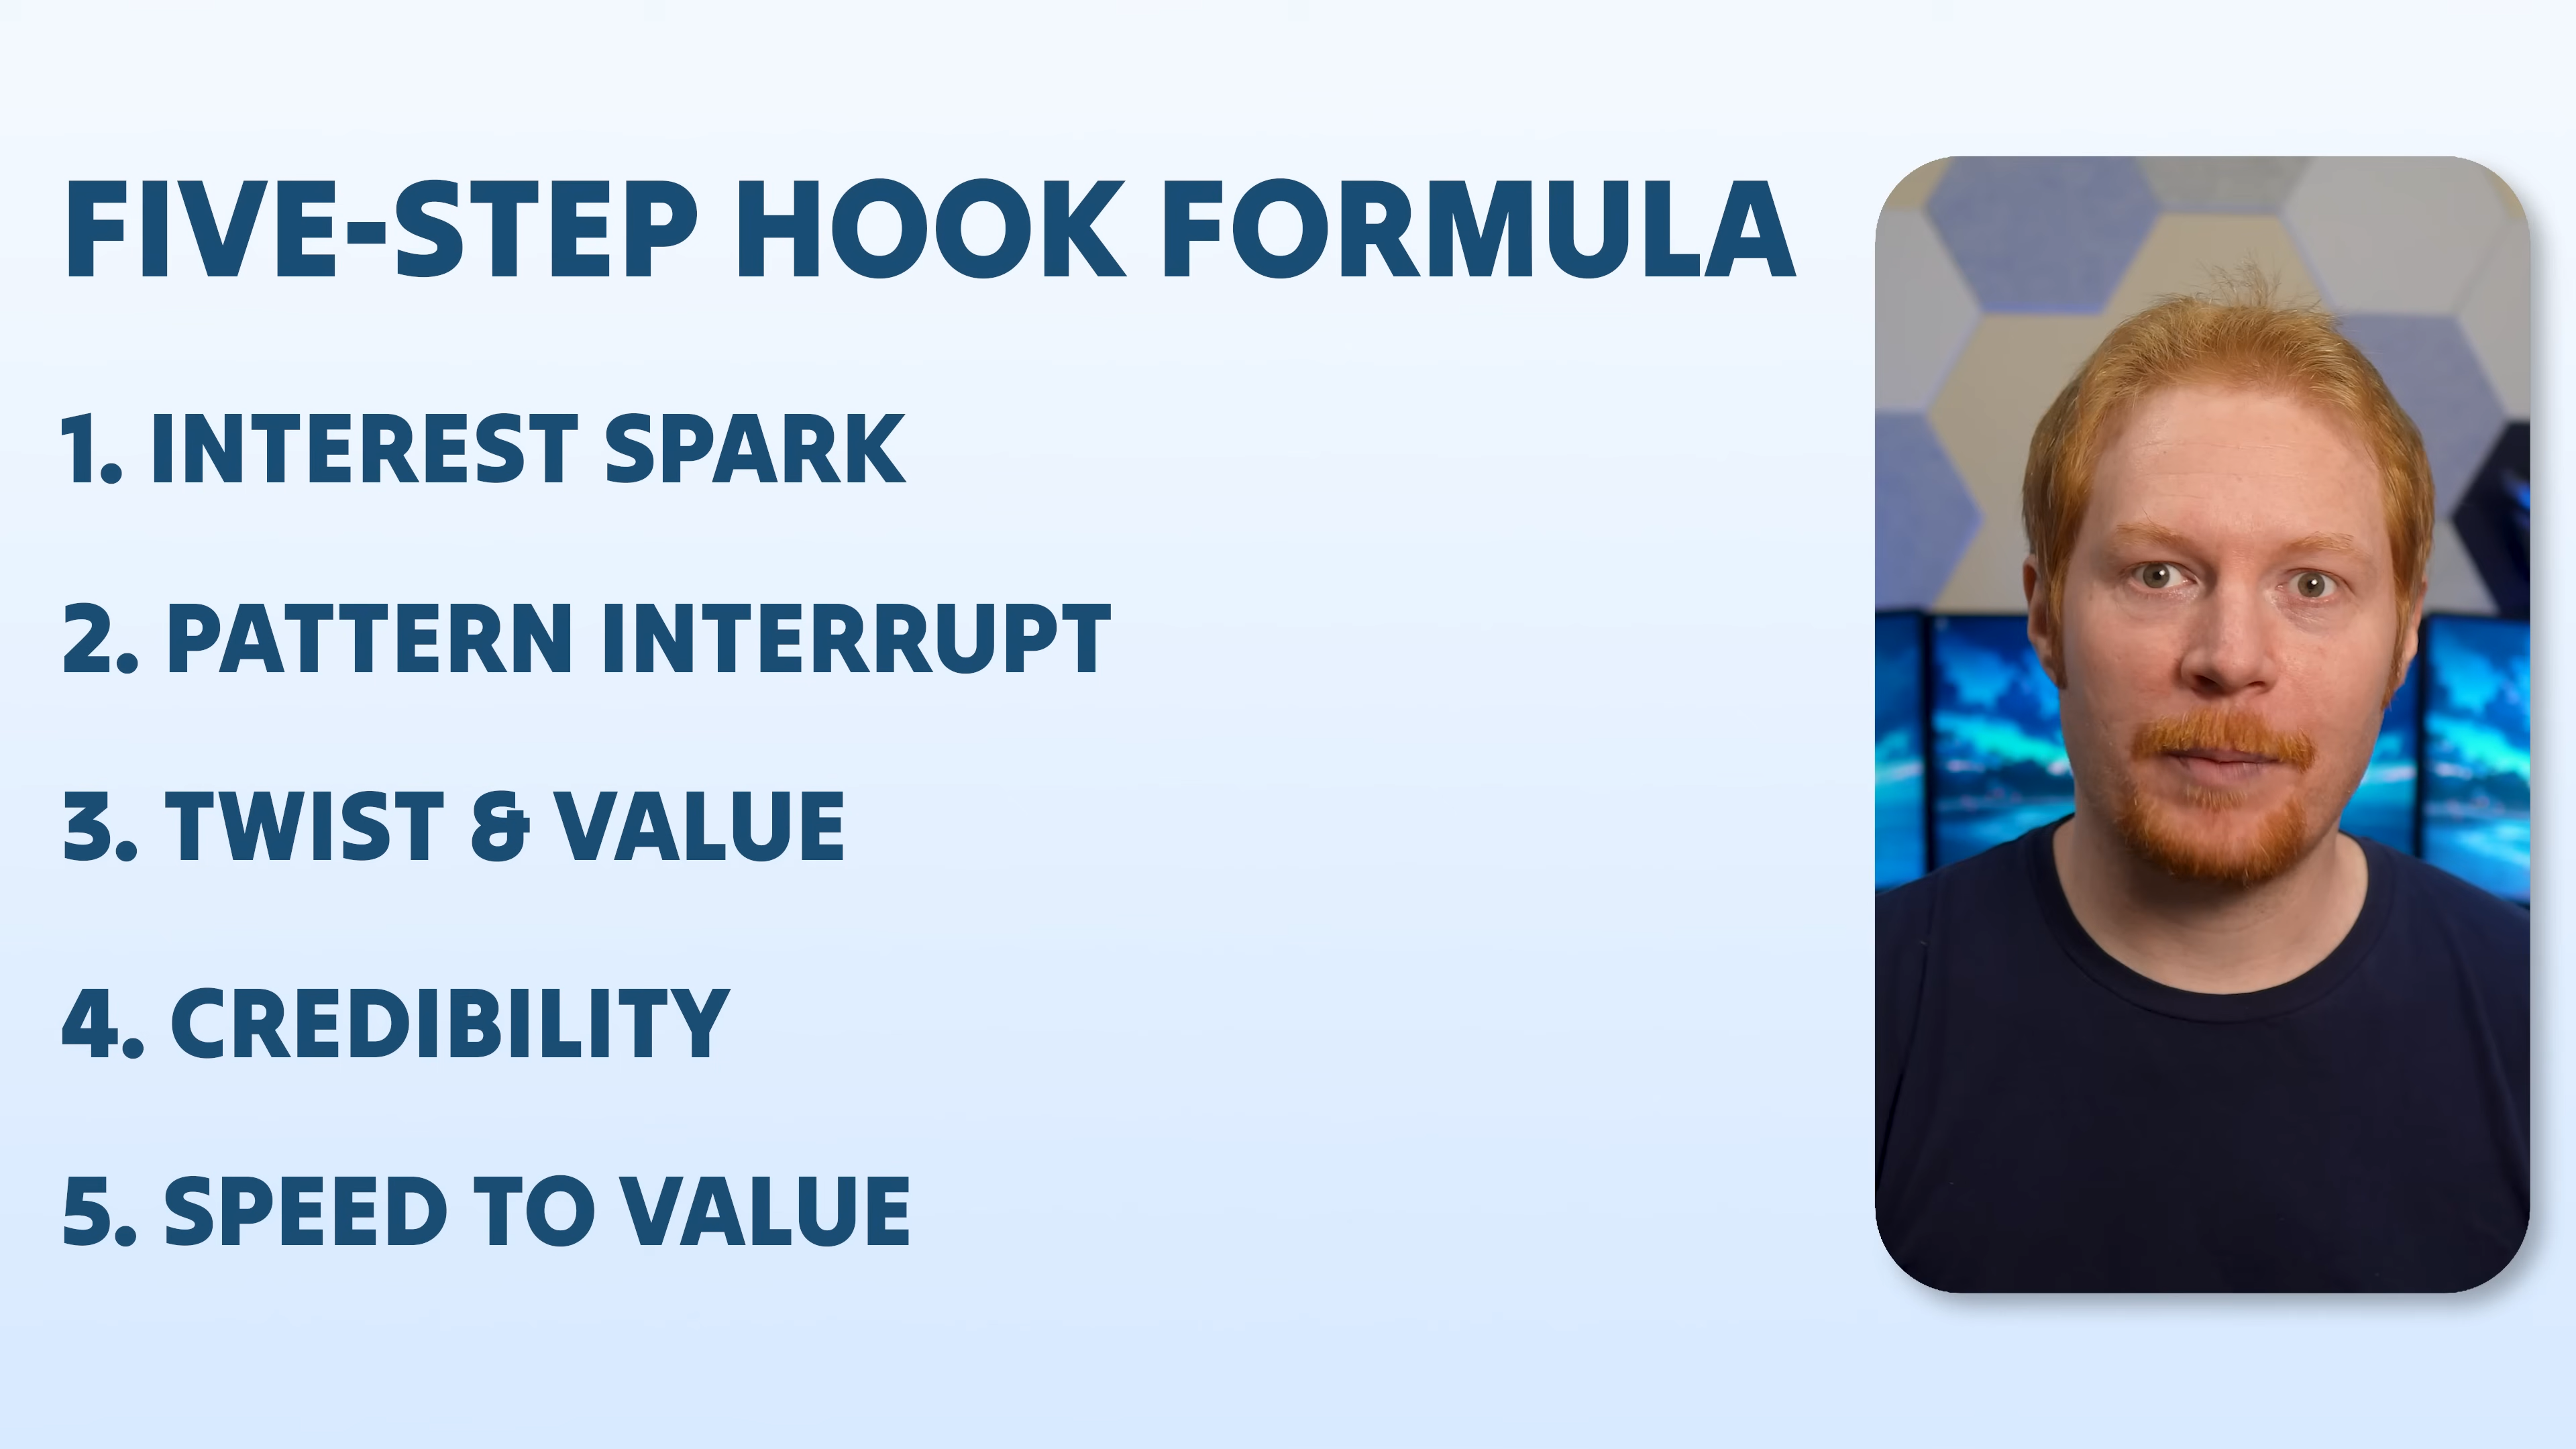 FIVE-STEP HOOK FORMULA
1. INTEREST SPARK
2. PATTERN INTERRUPT
3. TWIST & VALUE
4. CREDIBILITY
5. SPEED TO VALUE